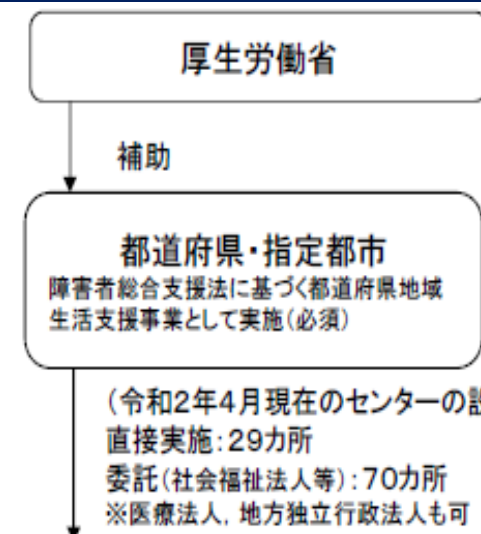 厚生労働省
補助
都道府県・指定都市
障害者総合支援法に基づく都道府県地域
生活支援事業として実施(必須)
(令和2年4月現在のセンターの設
直接実施:29カ所
委託(社会福祉法人等):70カ所
※医療法人, 地方独立行政法人も可